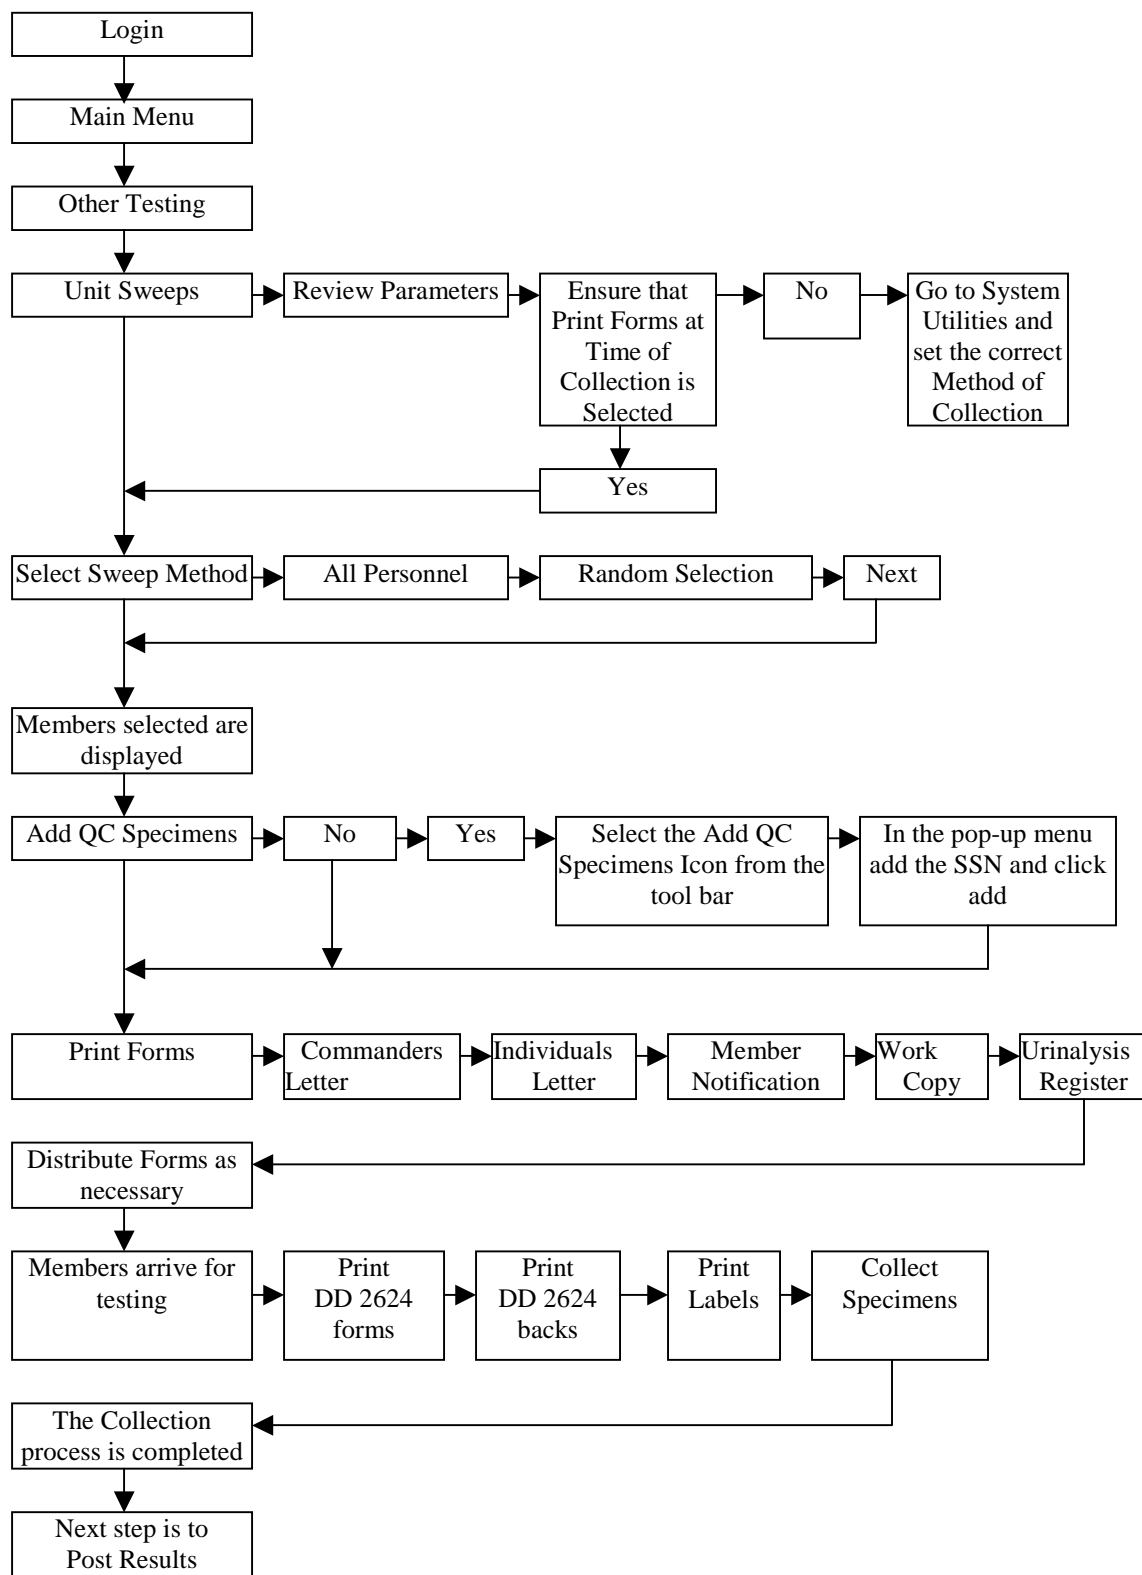 Login
Main Menu
Other Testing
Unit Sweeps
Review Parameters
Ensure that
Print Forms at
Time of
Collection is
Selected
No
Go to System
Utilities and
set the correct
Method of
Collection
Yes
Select Sweep Method
All Personnel
Random Selection
Next
Members selected are
displayed
Add QC Specimens
No
Yes
Select the Add QC
Specimens Icon from the
tool bar
In the pop-up menu
add the SSN and click
add
Print Forms
Commanders
Letter
Individuals
Letter
Member
Notification
Work
Copy
Urinalysis
Register
Distribute Forms as
necessary
Members arrive for
testing
Print
DD 2624
forms
Print
DD 2624
backs
Print
Labels
Collect
Specimens
The Collection
process is completed
Next step is to
Post Results